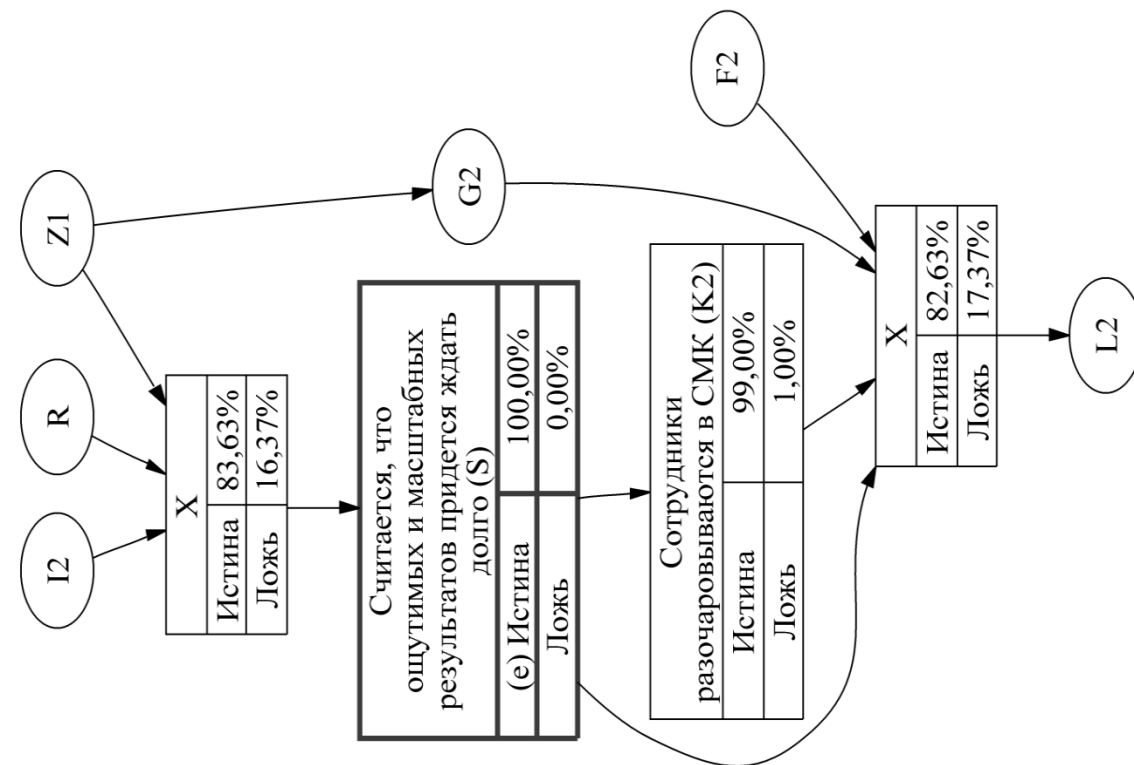 I2
R
Z1
X
Истина 83,63%
Ложь 16,37%
G2
F2
Считается, что
ощутимых и масштабных
результатов придется ждать
долго (S)
(e) Истина 100,00%
Ложь 0,00%
Сотрудники
разочаровываются в СМК (K2)
Истина 99,00%
Ложь 1,00%
X
Истина 82,63%
Ложь 17,37%
L2